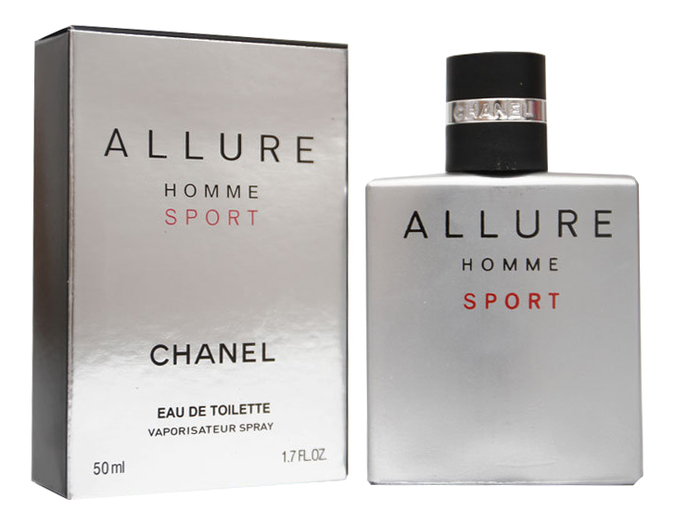 ALLURE
HOMME
SPORT
CHANEL
EAU DE TOILETTE
VAPORISATEUR SPRAY
50 ml
1.7 FL.OZ.
CHANEL
ALLURE
HOMME
SPORT